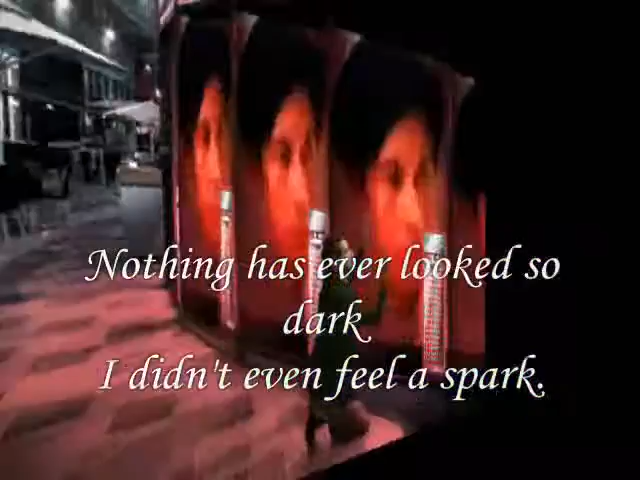 Nothing has ever looked so
dark
I didn't even feel a spark.